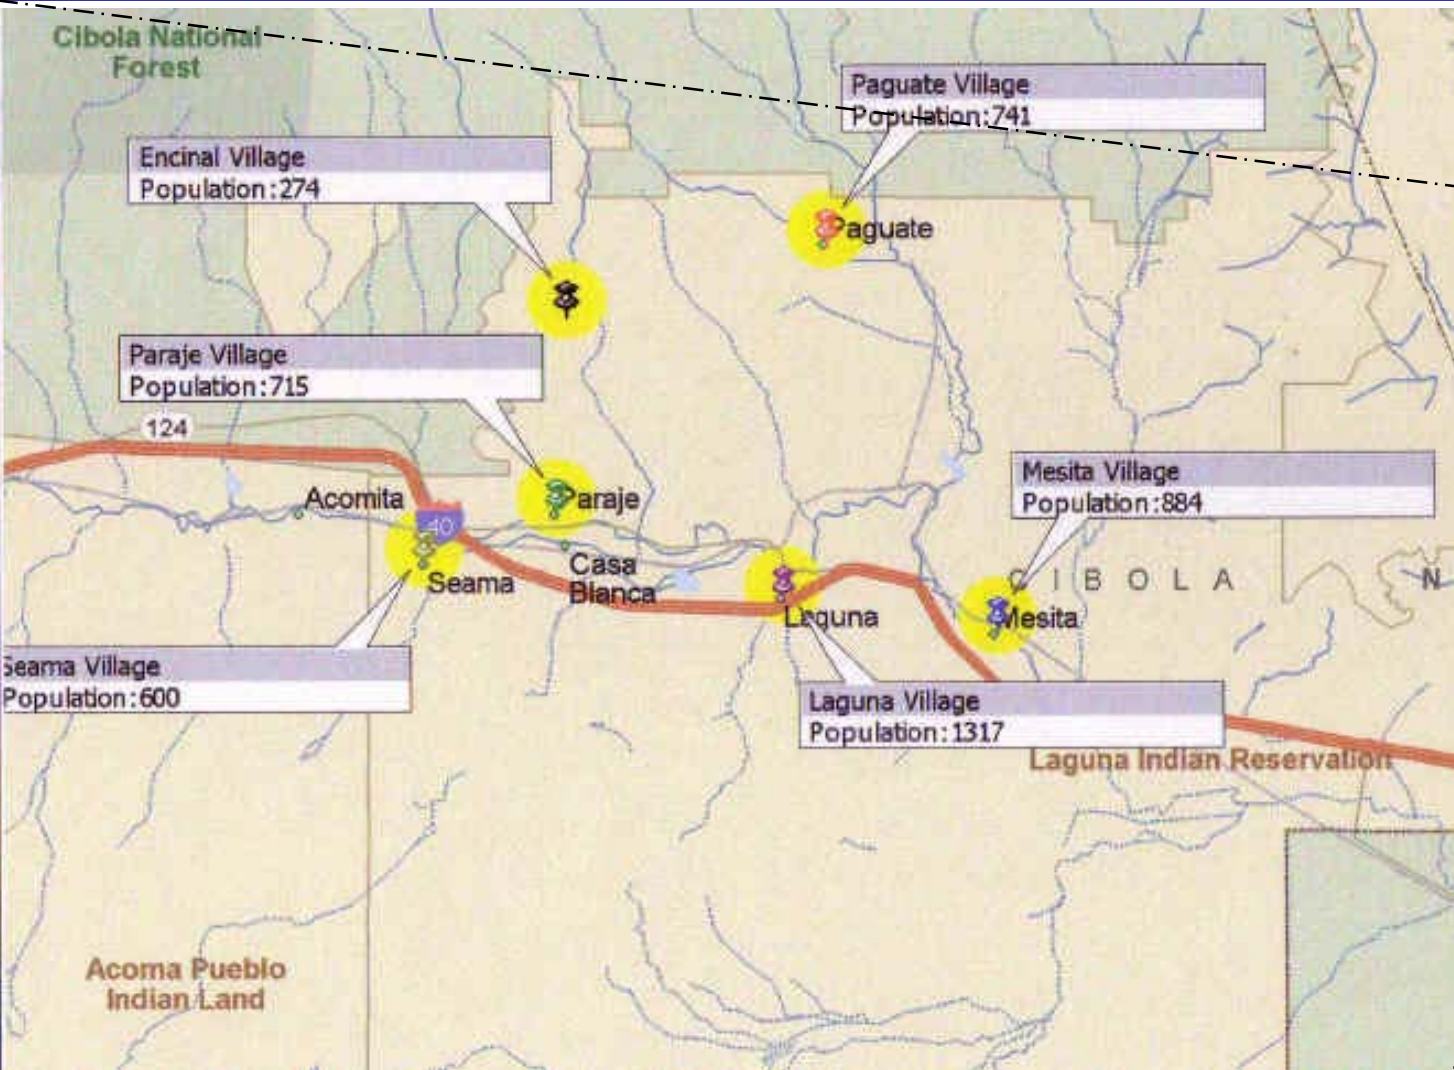 Cibola National
Forest
Paguate Village
Population:741
Encinal Village
Population:274
Paguate
Paraje Village
Population:715
124
Mesita Village
Population:884
Acomita
Paraje
40
Casa
Blanca
Seama
CIBOLA
N
Laguna
Mesita
Seama Village
Population:600
Laguna Village
Population:1317
Laguna Indian Reservation
Acoma Pueblo
Indian Land